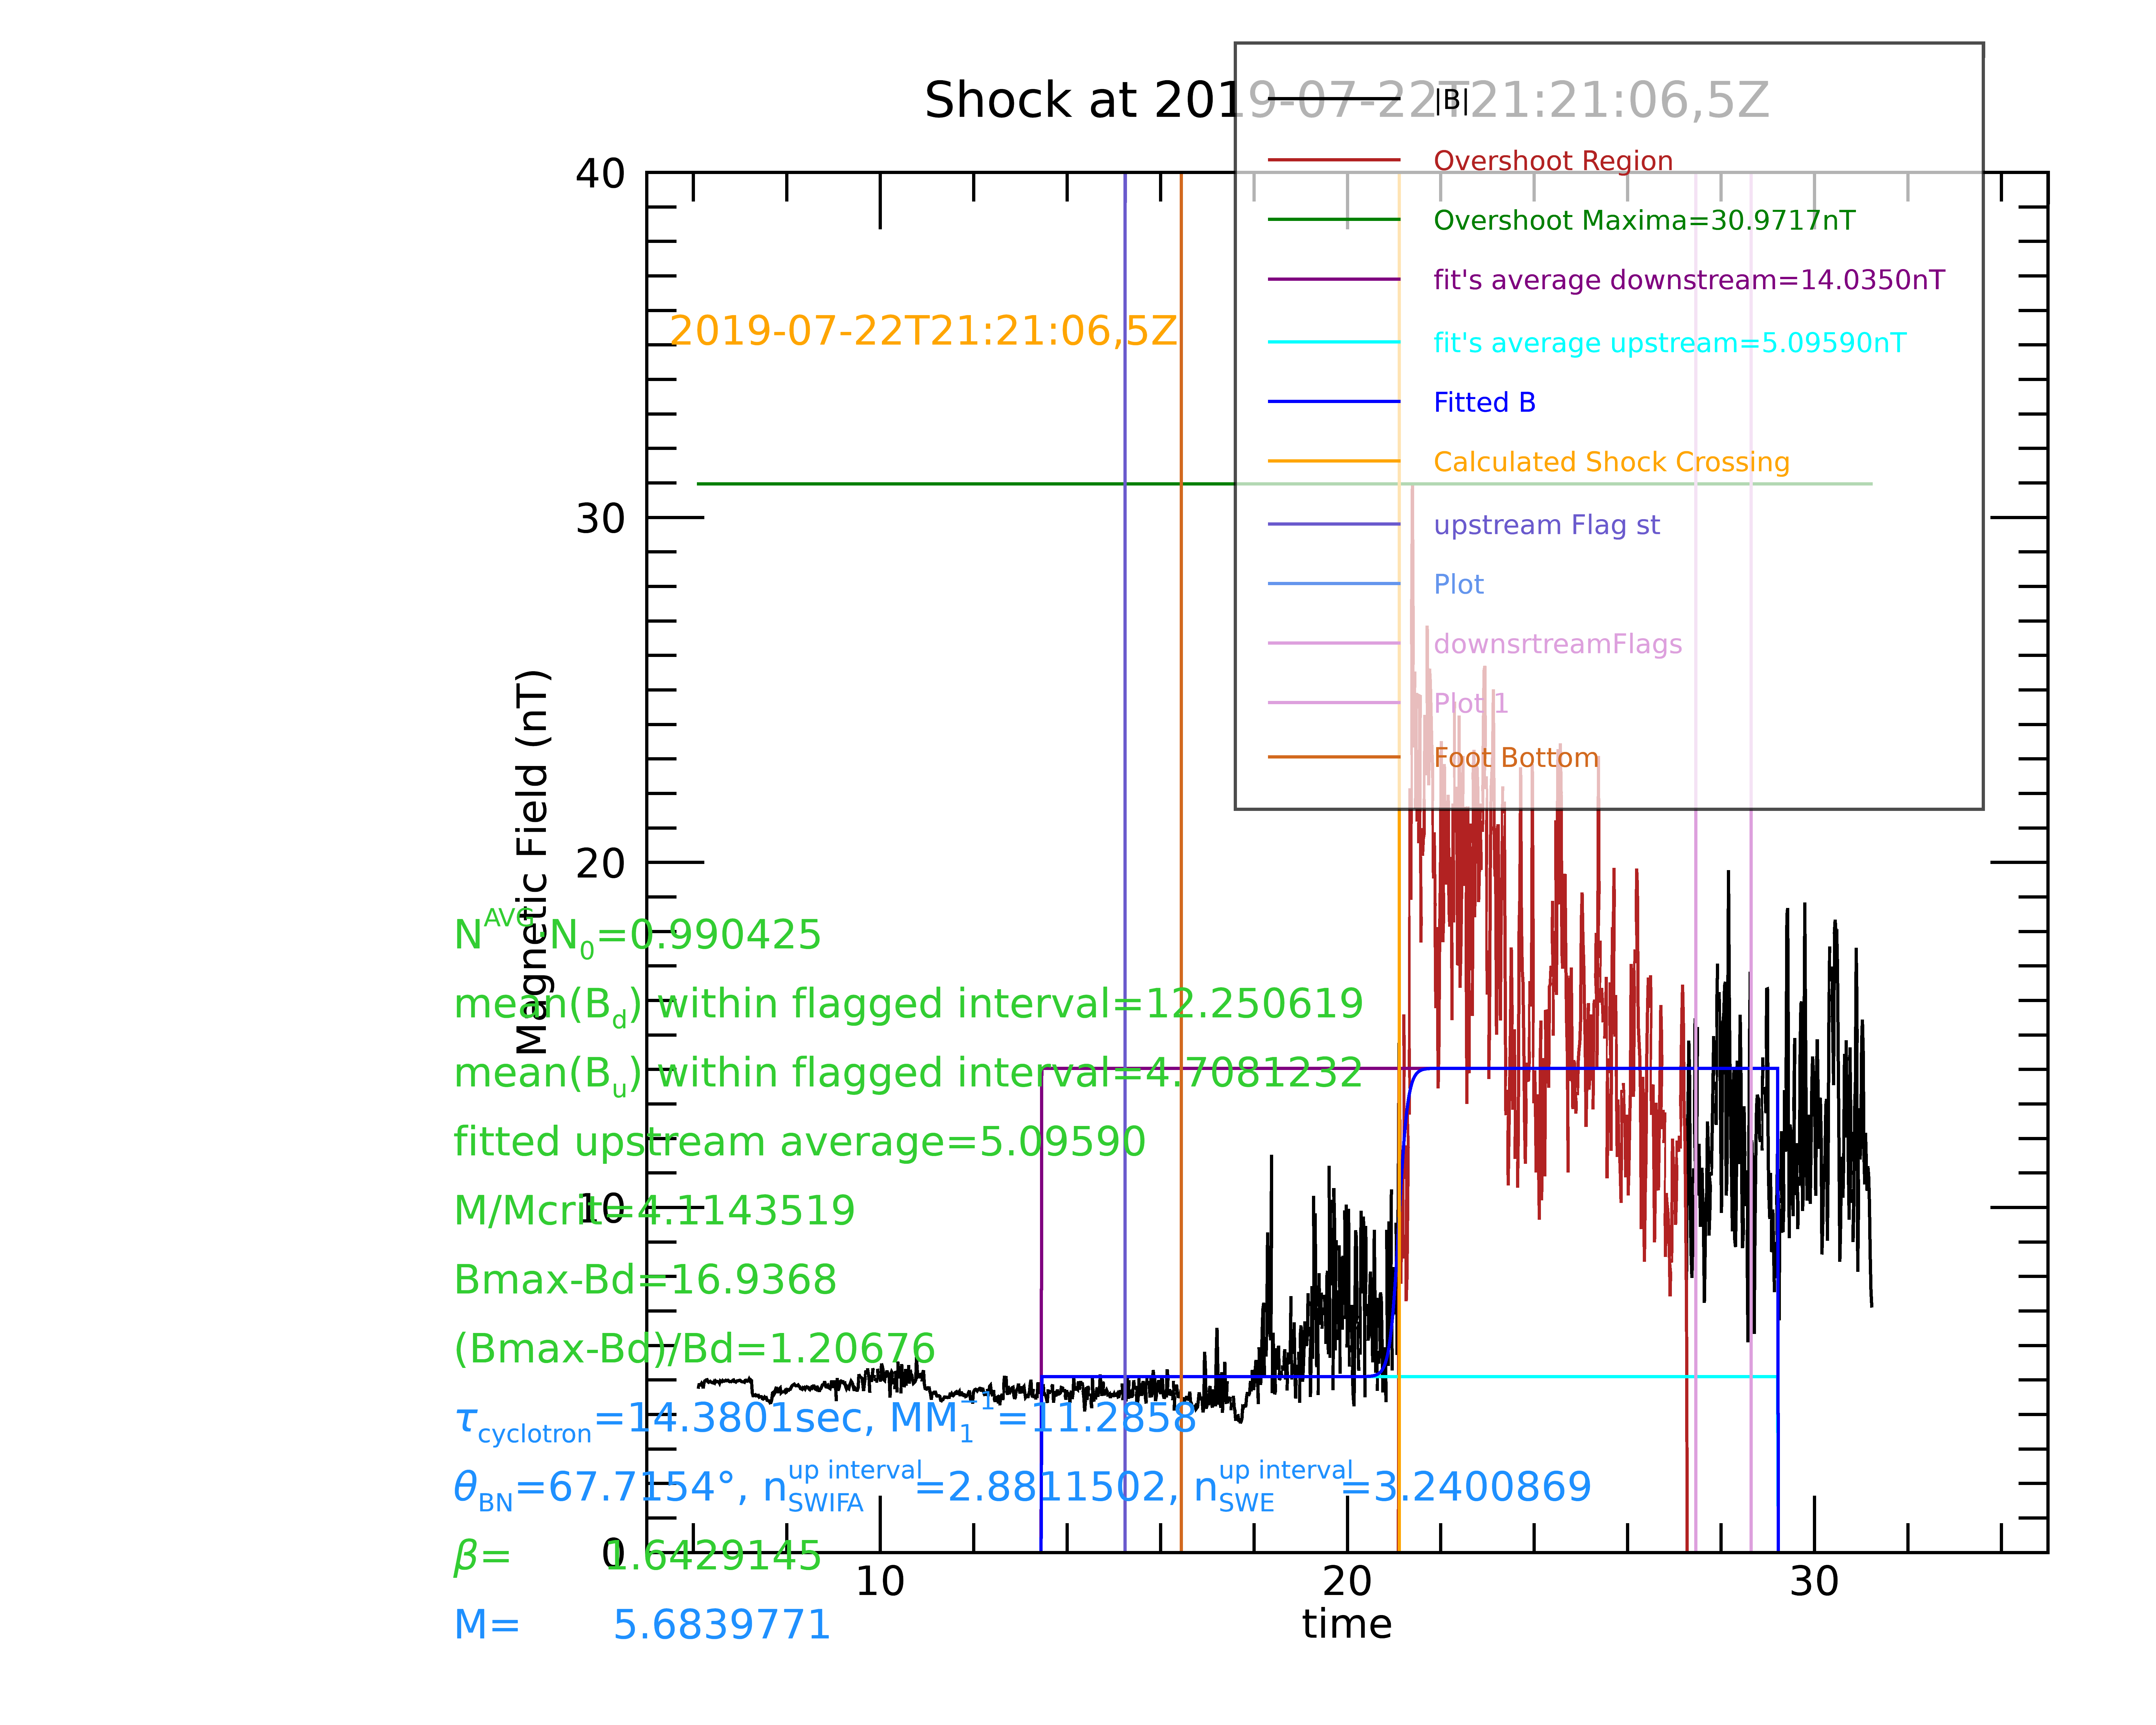 Shock at 2019-07-22T21:21:06,5Z
|B|
Overshoot Region
Overshoot Maxima=30.9717nT
fit's average downstream=14.0350nT
fit's average upstream=5.09590nT
Fitted B
Calculated Shock Crossing
upstream Flag st
Plot
downsrtreamFlags
Plot 1
Foot Bottom
2019-07-22T21:21:06,5Z
40
30
20
10
0
Magnetic Field (nT)
N^AVG·N_0=0.990425
mean(B_d) within flagged interval=12.250619
mean(B_u) within flagged interval=4.7081232
fitted upstream average=5.09590
M/Mcrit=4.1143519
Bmax-Bd=16.9368
(Bmax-Bd)/Bd=1.20676
τ_cyclotron=14.3801sec, MM_1^-1=11.2858
θ_BN=67.7154°, n_SWIFA^up interval=2.8811502, n_SWE^up interval=3.2400869
β= 1.6429145
M= 5.6839771
10 20 30
time